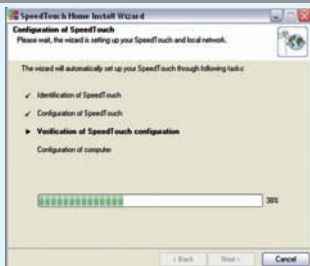 SpeedTouch Home Install Wizard
Configuration of SpeedTouch
Please wait, the wizard is setting up your SpeedTouch and local network.
The wizard will automatically set up your SpeedTouch through following tasks:
Identification of SpeedTouch
Configuration of SpeedTouch
Verification of SpeedTouch configuration
Configuration of computer
38%
< Back Next > Cancel